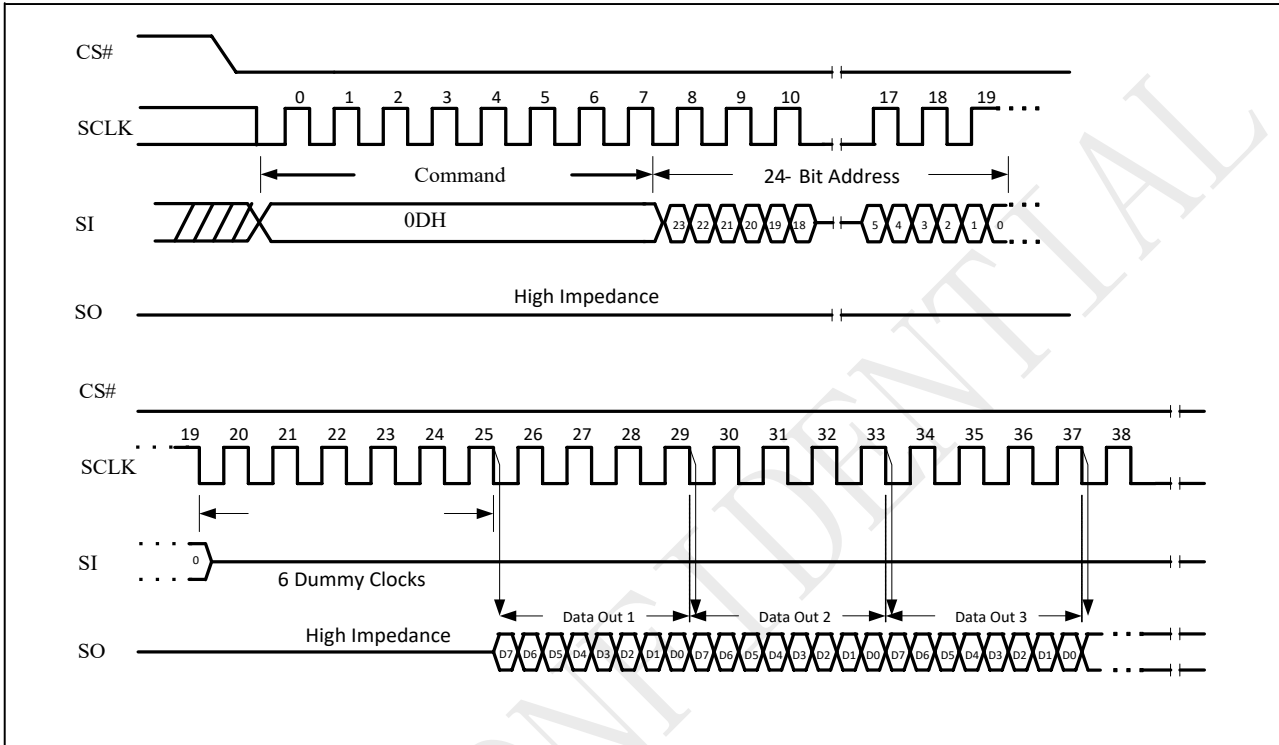 CS#
0 1 2 3 4 5 6 7 8 9 10 17 18 19
SCLK
Command 24- Bit Address
SI 0DH 23 22 21 20 19 18 5 4 3 2 1 0
High Impedance
SO
CS#
19 20 21 22 23 24 25 26 27 28 29 30 31 32 33 34 35 36 37 38
SCLK
SI 0
6 Dummy Clocks
Data Out 1 Data Out 2 Data Out 3
High Impedance
SO D7 D6 D5 D4 D3 D2 D1 D0 D7 D6 D5 D4 D3 D2 D1 D0 D7 D6 D5 D4 D3 D2 D1 D0
CONFIDENTIAL